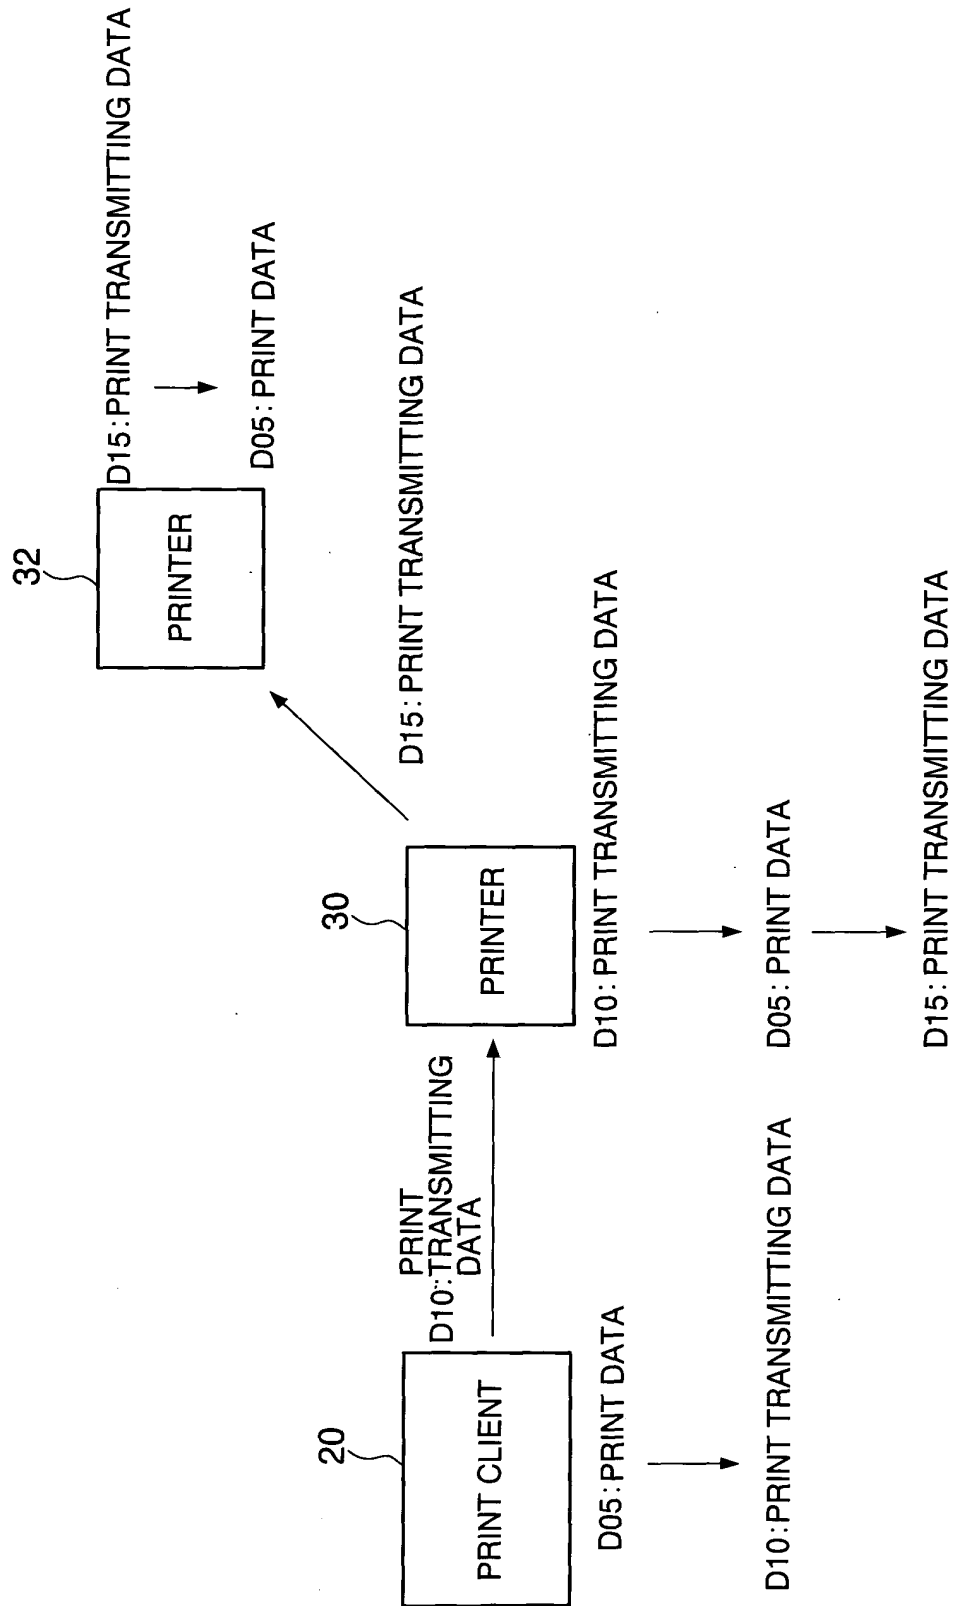 20
PRINT CLIENT
D05:PRINT DATA
D10:PRINT TRANSMITTING DATA
PRINT
D10:TRANSMITTING
DATA
30
PRINTER
D10:PRINT TRANSMITTING DATA
D05:PRINT DATA
D15:PRINT TRANSMITTING DATA
D15:PRINT TRANSMITTING DATA
32
PRINTER
D15:PRINT TRANSMITTING DATA
D05:PRINT DATA